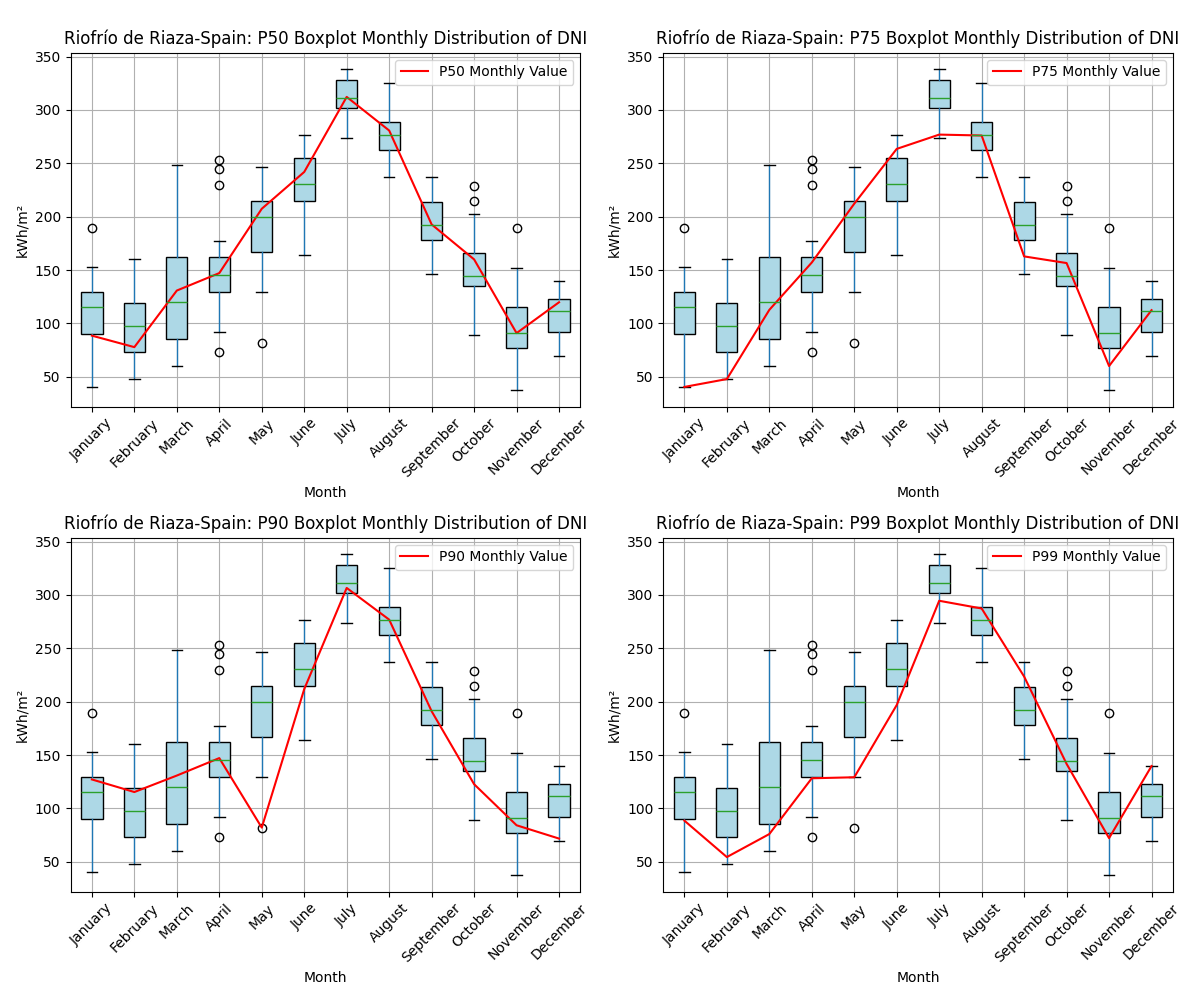 Riofrío de Riaza-Spain: P50 Boxplot Monthly Distribution of DNI
350
300
250
200
150
100
50
kWh/m²
P50 Monthly Value
January
February
March
April
May
June
July
August
September
October
November
December
Month
Riofrío de Riaza-Spain: P75 Boxplot Monthly Distribution of DNI
350
300
250
200
150
100
50
kWh/m²
P75 Monthly Value
January
February
March
April
May
June
July
August
September
October
November
December
Month
Riofrío de Riaza-Spain: P90 Boxplot Monthly Distribution of DNI
350
300
250
200
150
100
50
kWh/m²
P90 Monthly Value
January
February
March
April
May
June
July
August
September
October
November
December
Month
Riofrío de Riaza-Spain: P99 Boxplot Monthly Distribution of DNI
350
300
250
200
150
100
50
kWh/m²
P99 Monthly Value
January
February
March
April
May
June
July
August
September
October
November
December
Month